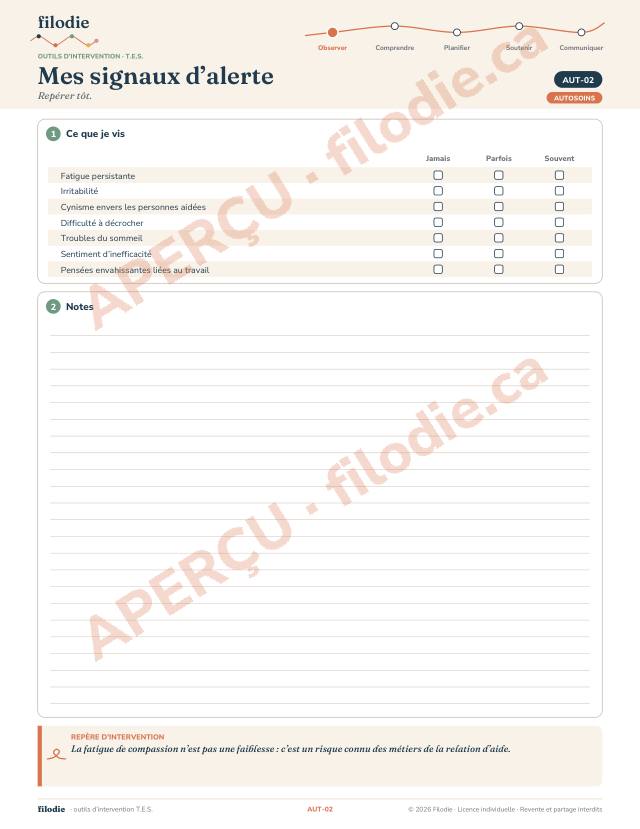 filodie
Observer Comprendre Planifier Soutenir Communiquer
OUTILS D'INTERVENTION · T.E.S.
Mes signaux d'alerte
Repérer tôt.
AUT-02
AUTOSOINS
1 Ce que je vis
Jamais Parfois Souvent
Fatigue persistante
Irritabilité
Cynisme envers les personnes aidées
Difficulté à décrocher
Troubles du sommeil
Sentiment d'inefficacité
Pensées envahissantes liées au travail
APERÇU · filodie.ca
2 Notes
APERÇU · filodie.ca
REPÈRE D'INTERVENTION
La fatigue de compassion n'est pas une faiblesse : c'est un risque connu des métiers de la relation d'aide.
filodie · outils d'intervention T.E.S. AUT-02 © 2026 Filodie · Licence individuelle · Revente et partage interdits